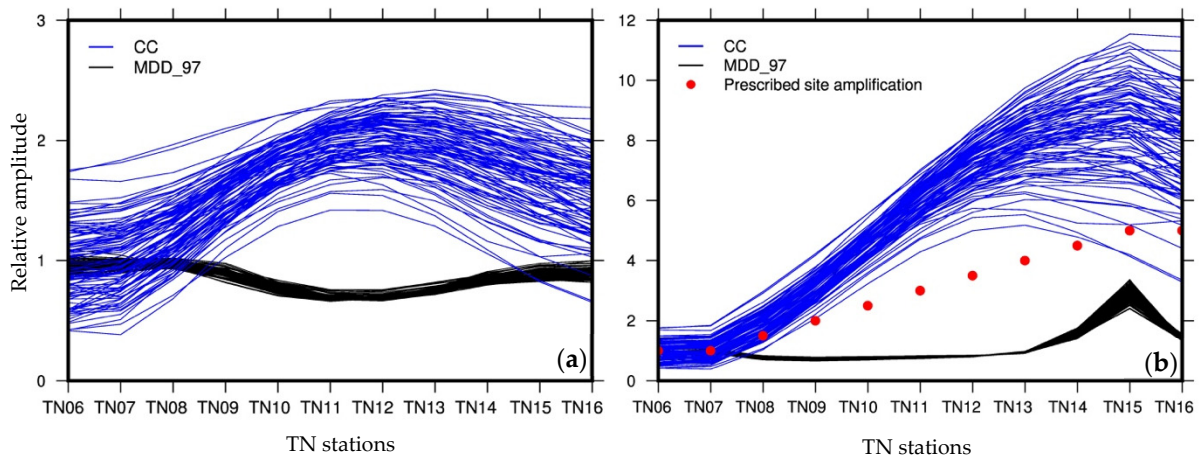 3
2
1
0
Relative amplitude
CC
MDD_97
(a)
TN06 TN07 TN08 TN09 TN10 TN11 TN12 TN13 TN14 TN15 TN16
TN stations
12
10
8
6
4
2
0
CC
MDD_97
Prescribed site amplification
(b)
TN06 TN07 TN08 TN09 TN10 TN11 TN12 TN13 TN14 TN15 TN16
TN stations